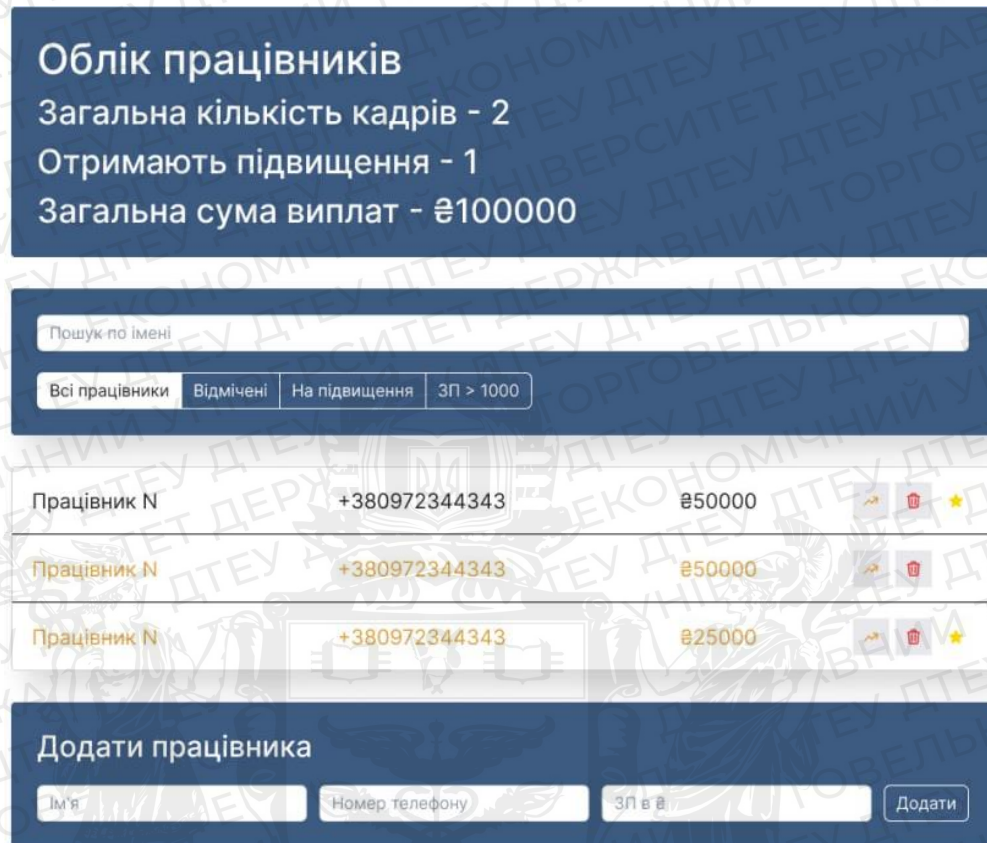 Облік працівників
Загальна кількість кадрів - 2
Отримають підвищення - 1
Загальна сума виплат - ₴100000
Пошук по імені
Всі працівники Відмічені На підвищення ЗП > 1000
Працівник N +380972344343 ₴50000
Працівник N +380972344343 ₴50000
Працівник N +380972344343 ₴25000
Додати працівника
Ім'я Номер телефону ЗП в ₴ Додати